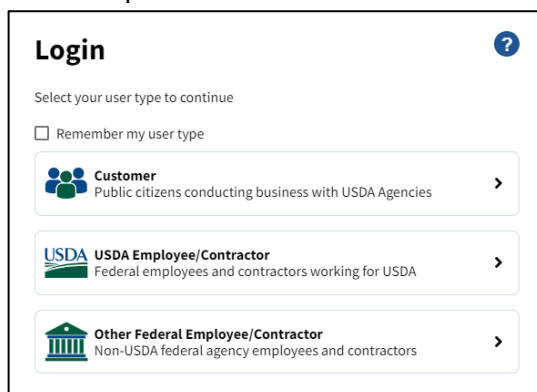 Login
?
Select your user type to continue
Remember my user type
Customer
Public citizens conducting business with USDA Agencies
USDA
USDA Employee/Contractor
Federal employees and contractors working for USDA
Other Federal Employee/Contractor
Non-USDA federal agency employees and contractors